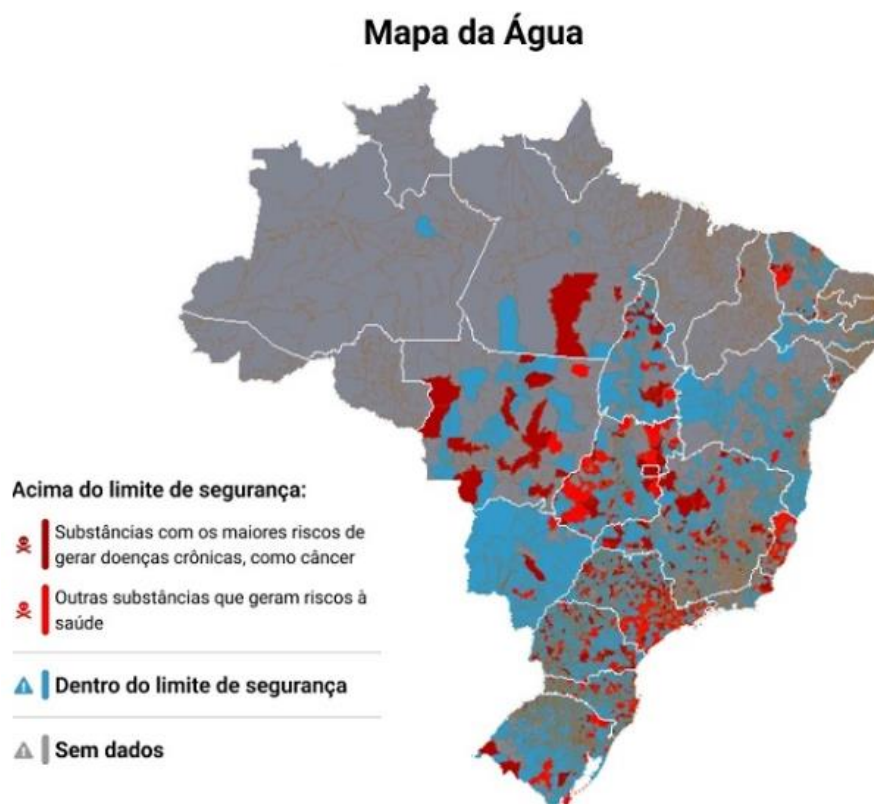 Mapa da Água
Acima do limite de segurança:
Substâncias com os maiores riscos de
gerar doenças crônicas, como câncer
Outras substâncias que geram riscos à
saúde
Dentro do limite de segurança
Sem dados